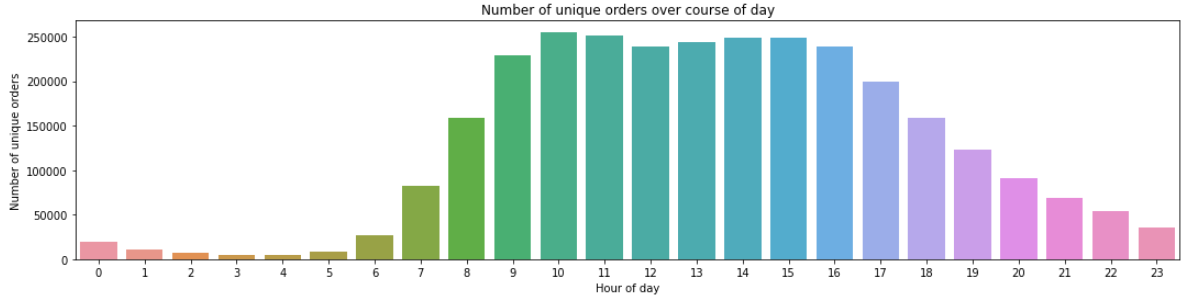 Number of unique orders over course of day
Number of unique orders
250000
200000
150000
100000
50000
0
0 1 2 3 4 5 6 7 8 9 10 11 12 13 14 15 16 17 18 19 20 21 22 23
Hour of day